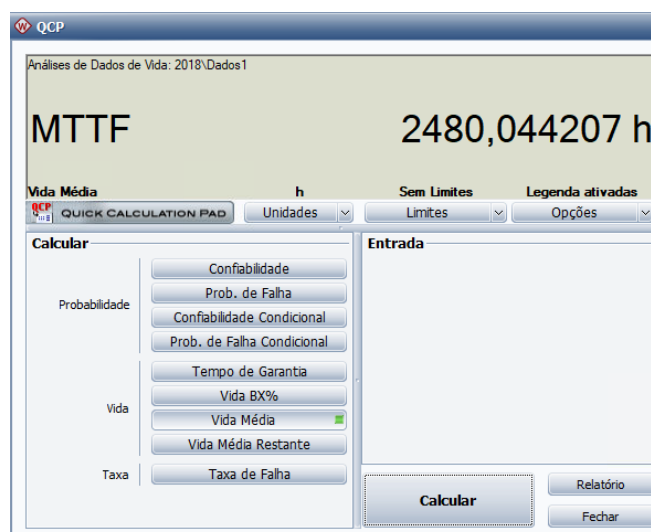 QCP
Análises de Dados de Vida: 2018\Dados1
MTTF 2480,044207 h
Vida Média h Sem Limites Legenda ativadas
QCP QUICK CALCULATION PAD Unidades Limites Opções
Calcular Entrada
Confiabilidade
Prob. de Falha
Probabilidade
Confiabilidade Condicional
Prob. de Falha Condicional
Tempo de Garantia
Vida BX%
Vida
Vida Média
Vida Média Restante
Taxa Taxa de Falha
Calcular
Relatório
Fechar